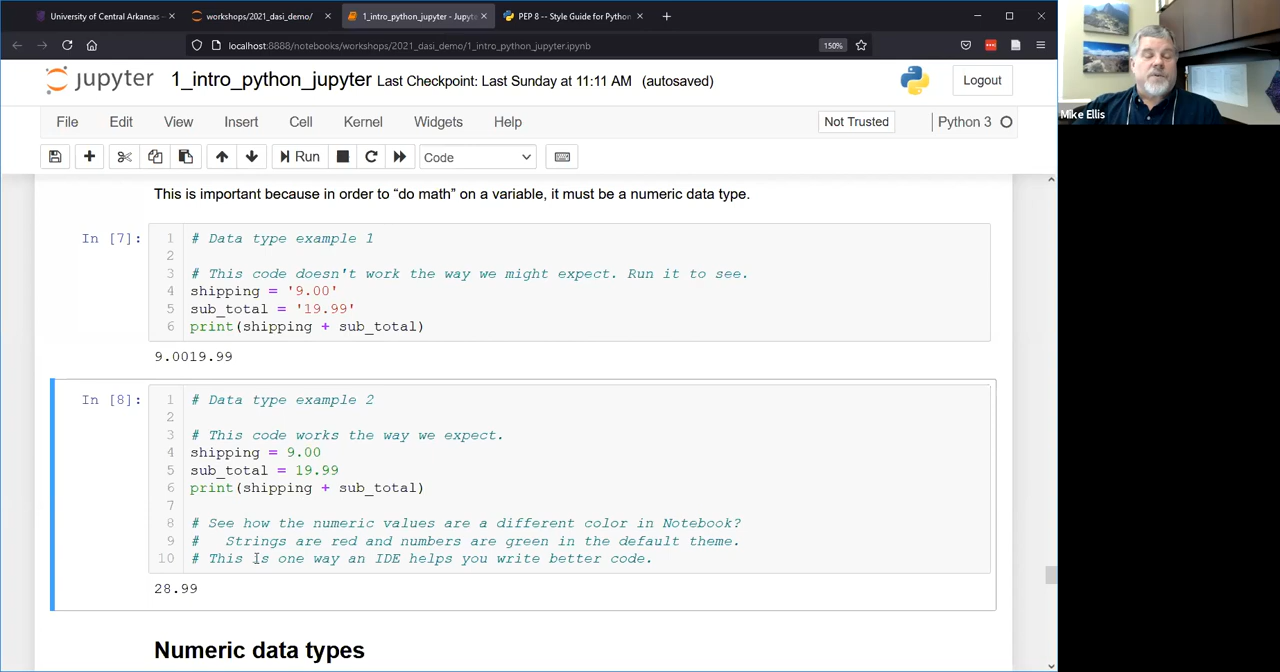 University of Central Arkansas -
workshops/2021_dasi_demo/
1_intro_python_jupyter - Jupyt
PEP 8 -- Style Guide for Python
localhost:8888/notebooks/workshops/2021_dasi_demo/1_intro_python_jupyter.ipynb
150%
jupyter 1_intro_python_jupyter Last Checkpoint: Last Sunday at 11:11 AM (autosaved)
Logout
File Edit View Insert Cell Kernel Widgets Help
Not Trusted
Python 3
Run
Code
Mike Ellis
This is important because in order to “do math” on a variable, it must be a numeric data type.
In [7]:
1 # Data type example 1
2
3 # This code doesn't work the way we might expect. Run it to see.
4 shipping = '9.00'
5 sub_total = '19.99'
6 print(shipping + sub_total)
9.0019.99
In [8]:
1 # Data type example 2
2
3 # This code works the way we expect.
4 shipping = 9.00
5 sub_total = 19.99
6 print(shipping + sub_total)
7
8 # See how the numeric values are a different color in Notebook?
9 #   Strings are red and numbers are green in the default theme.
10 # This is one way an IDE helps you write better code.
28.99
Numeric data types